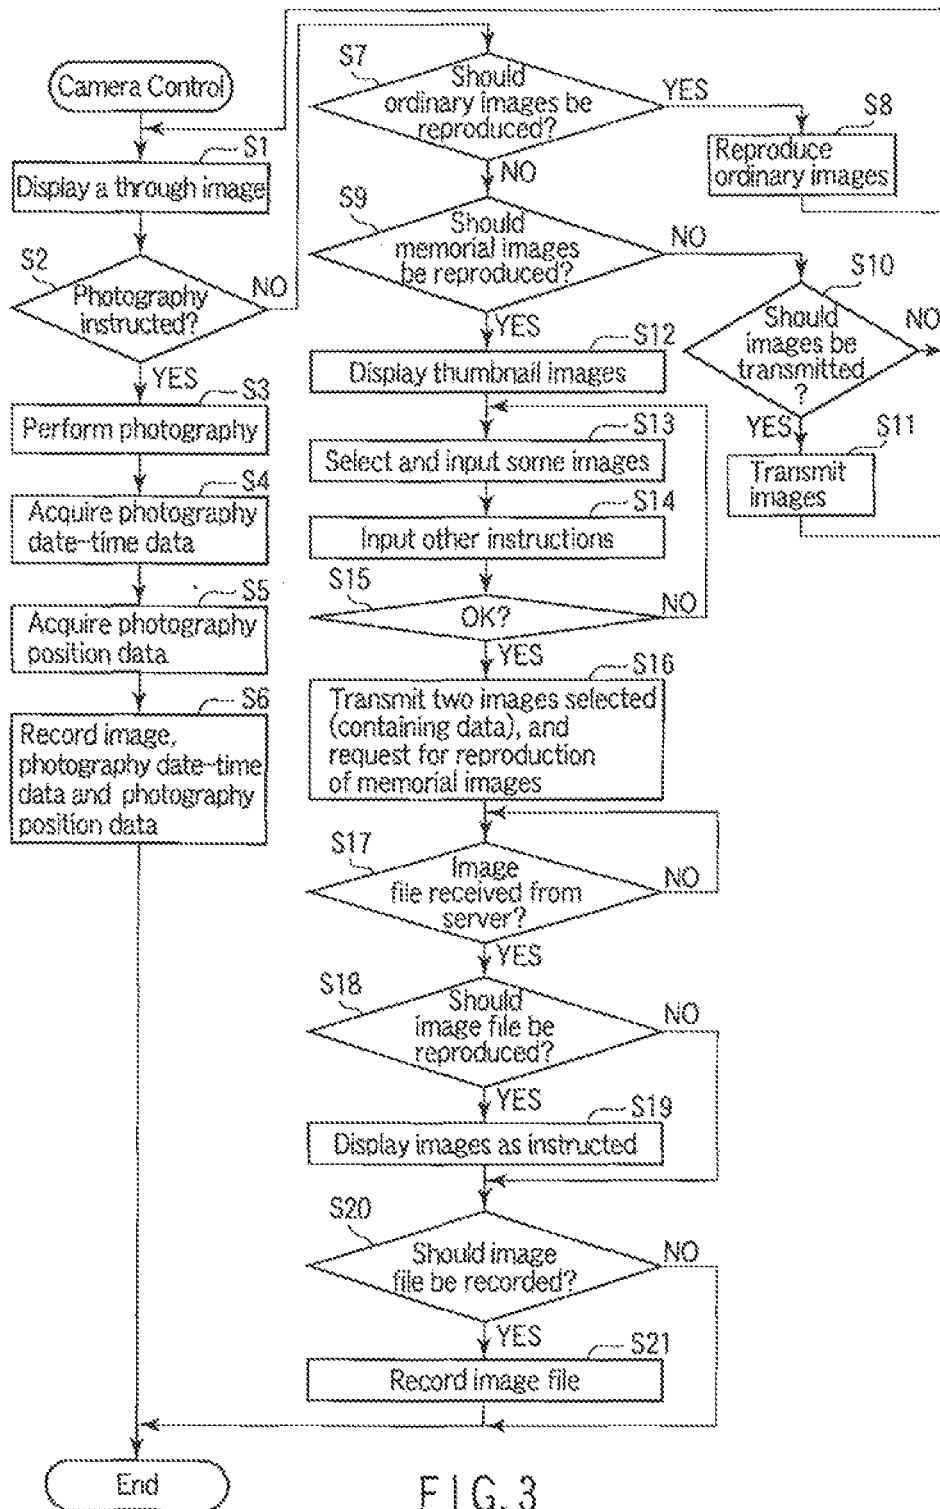 Camera Control
S1
Display a through image
S2
Photography
instructed?
NO
YES
S3
Perform photography
S4
Acquire photography
date-time data
S5
Acquire photography
position data
S6
Record image,
photography date-time
data and photography
position data
End
S7
Should
ordinary images be
reproduced?
YES
NO
S8
Reproduce
ordinary images
S9
Should
memorial images
be reproduced?
NO
YES
S10
Should
images be
transmitted
?
NO
YES
S11
Transmit
images
S12
Display thumbnail images
S13
Select and input some images
S14
Input other instructions
S15
OK?
NO
YES
S16
Transmit two images selected
(containing data), and
request for reproduction
of memorial images
S17
Image
file received from
server?
NO
YES
S18
Should
image file be
reproduced?
NO
YES
S19
Display images as instructed
S20
Should image
file be recorded?
NO
YES
S21
Record image file
FIG. 3